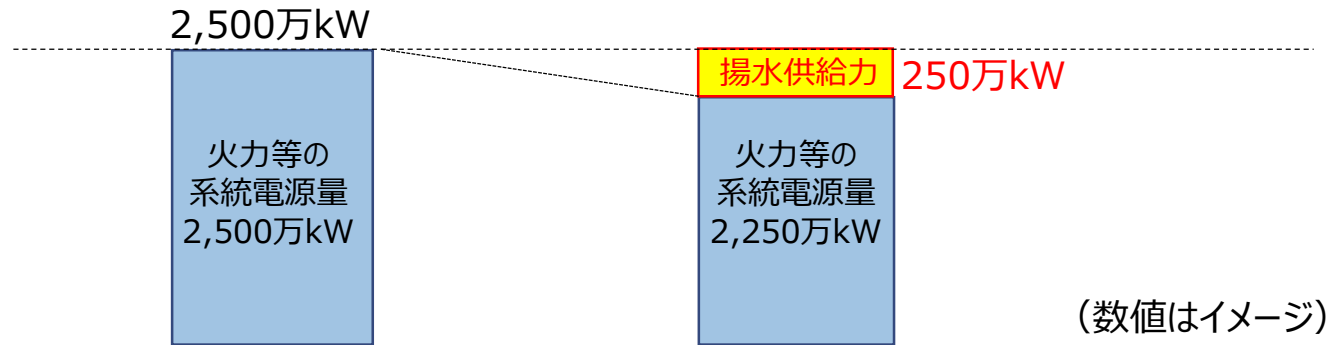 2,500万kW
火力等の
系統電源量
2,500万kW
揚水供給力
250万kW
火力等の
系統電源量
2,250万kW
（数値はイメージ）